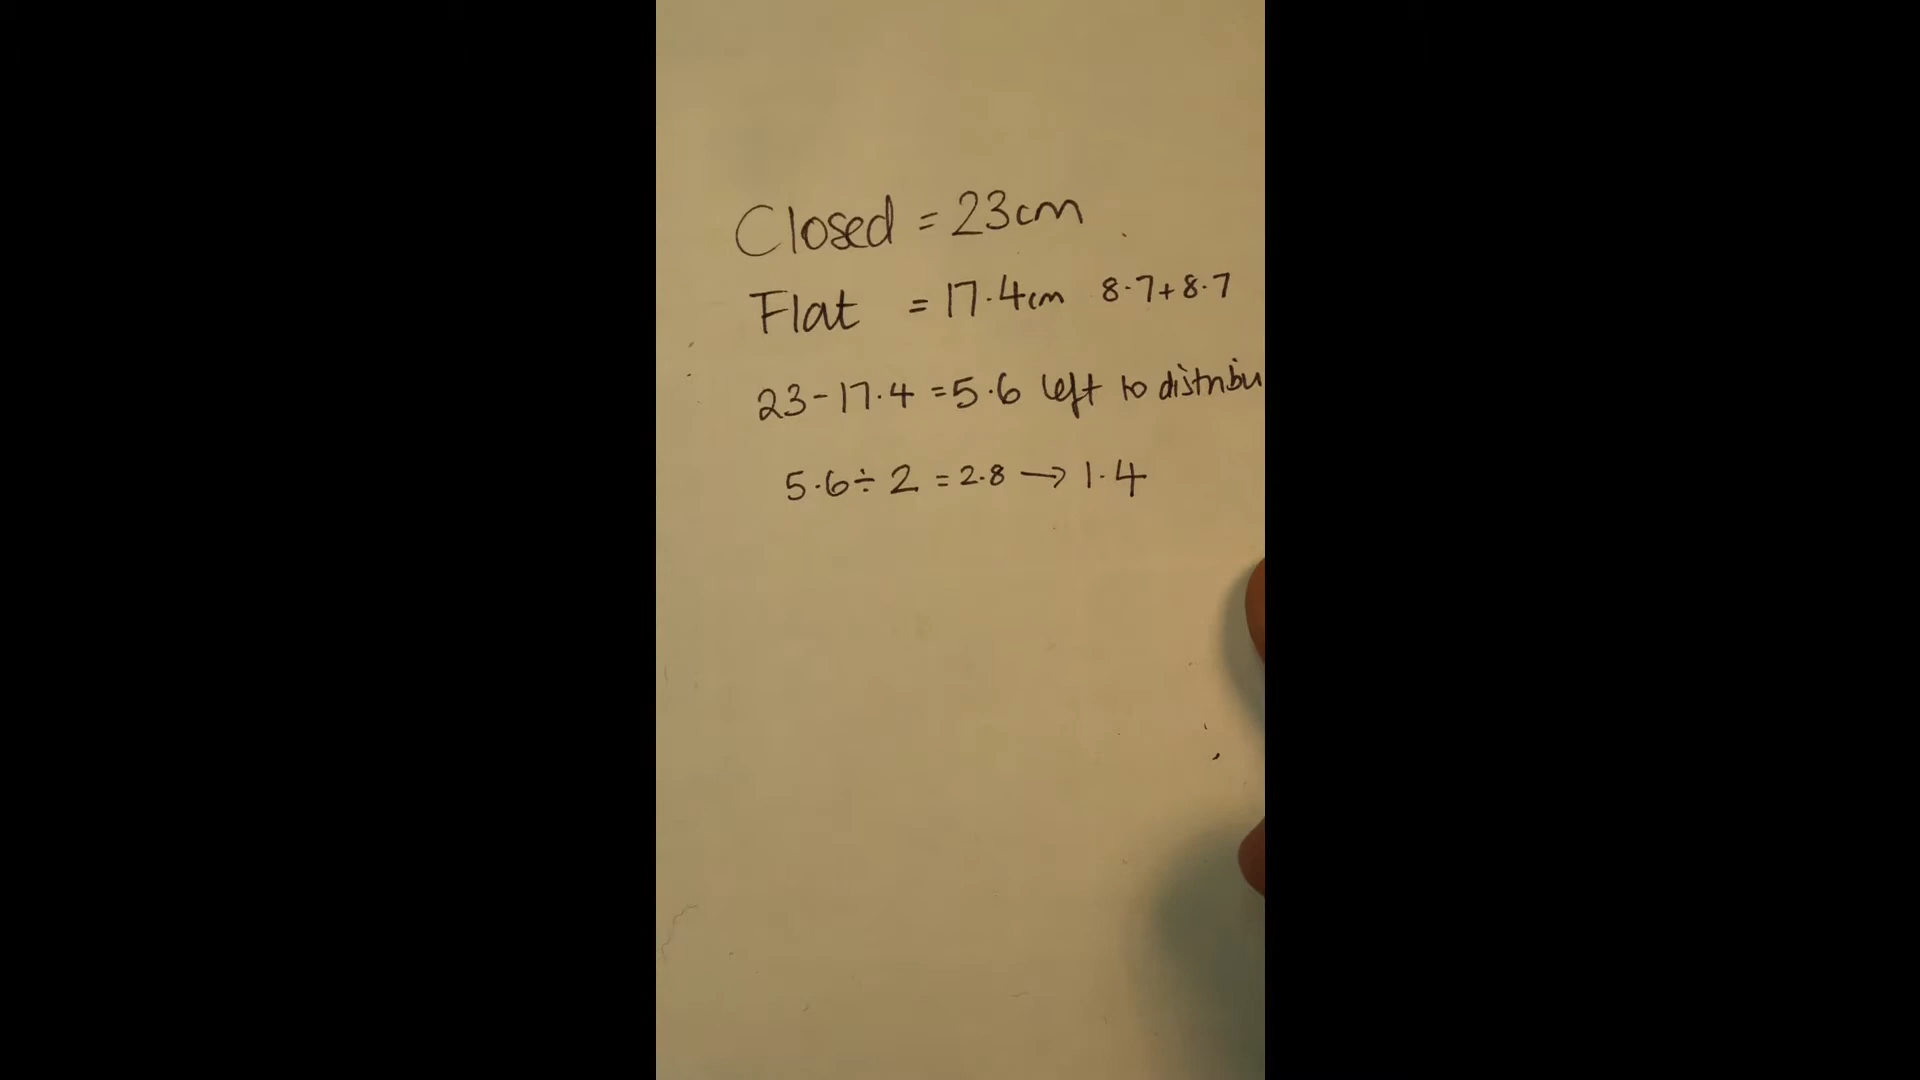 Closed = 23cm
Flat = 17.4cm 8.7+8.7
23-17.4 =5.6 left to distribu
5.6÷2 =2.8 → 1.4